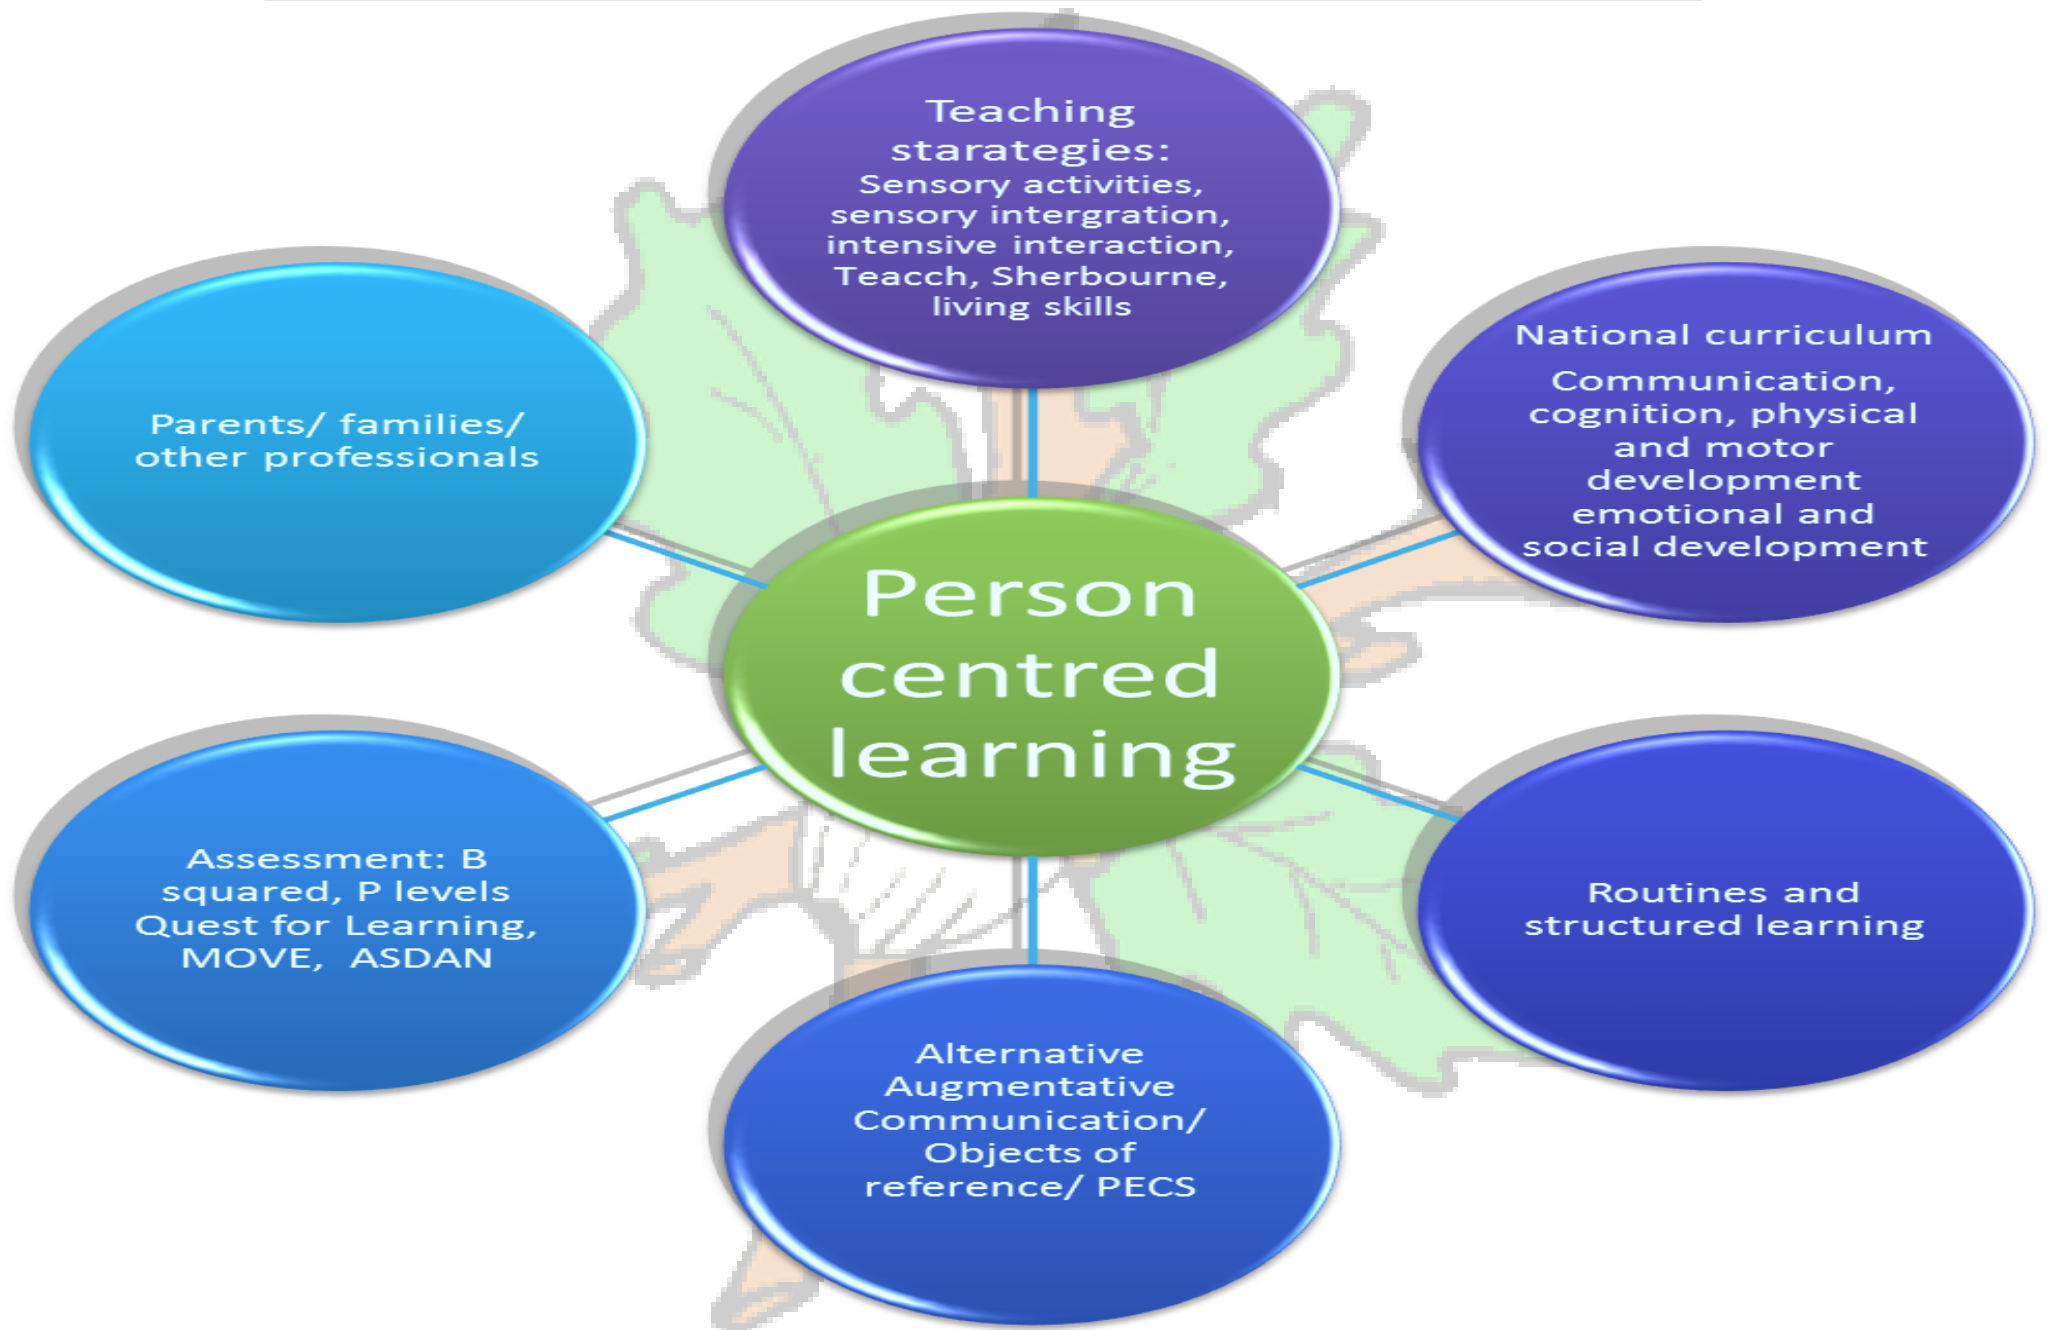 Teaching
starategies:
Sensory activities,
sensory intergration,
intensive interaction,
Teacch, Sherbourne,
living skills
National curriculum
Communication,
cognition, physical
and motor
development
emotional and
social development
Parents/ families/
other professionals
Person
centred
learning
Routines and
structured learning
Assessment: B
squared, P levels
Quest for Learning,
MOVE,  ASDAN
Alternative
Augmentative
Communication/
Objects of
reference/ PECS